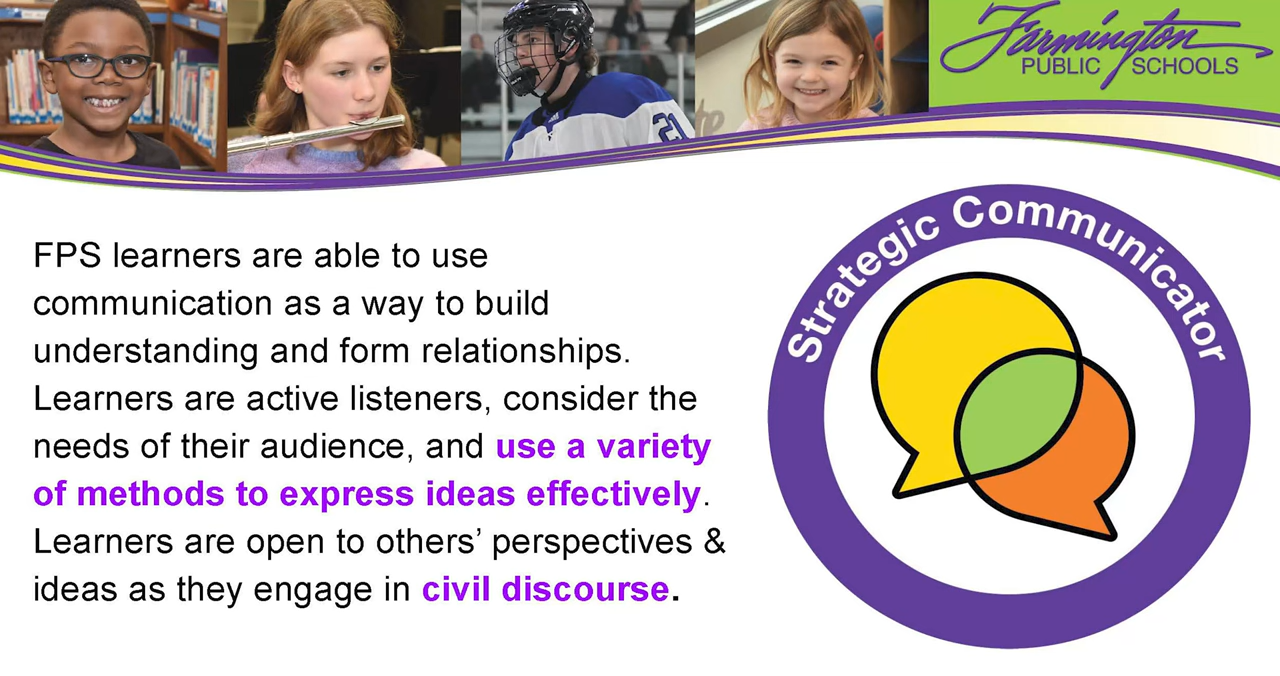 Farmington
PUBLIC SCHOOLS
21
Strategic Communicator
FPS learners are able to use
communication as a way to build
understanding and form relationships.
Learners are active listeners, consider the
needs of their audience, and use a variety
of methods to express ideas effectively.
Learners are open to others’ perspectives &
ideas as they engage in civil discourse.